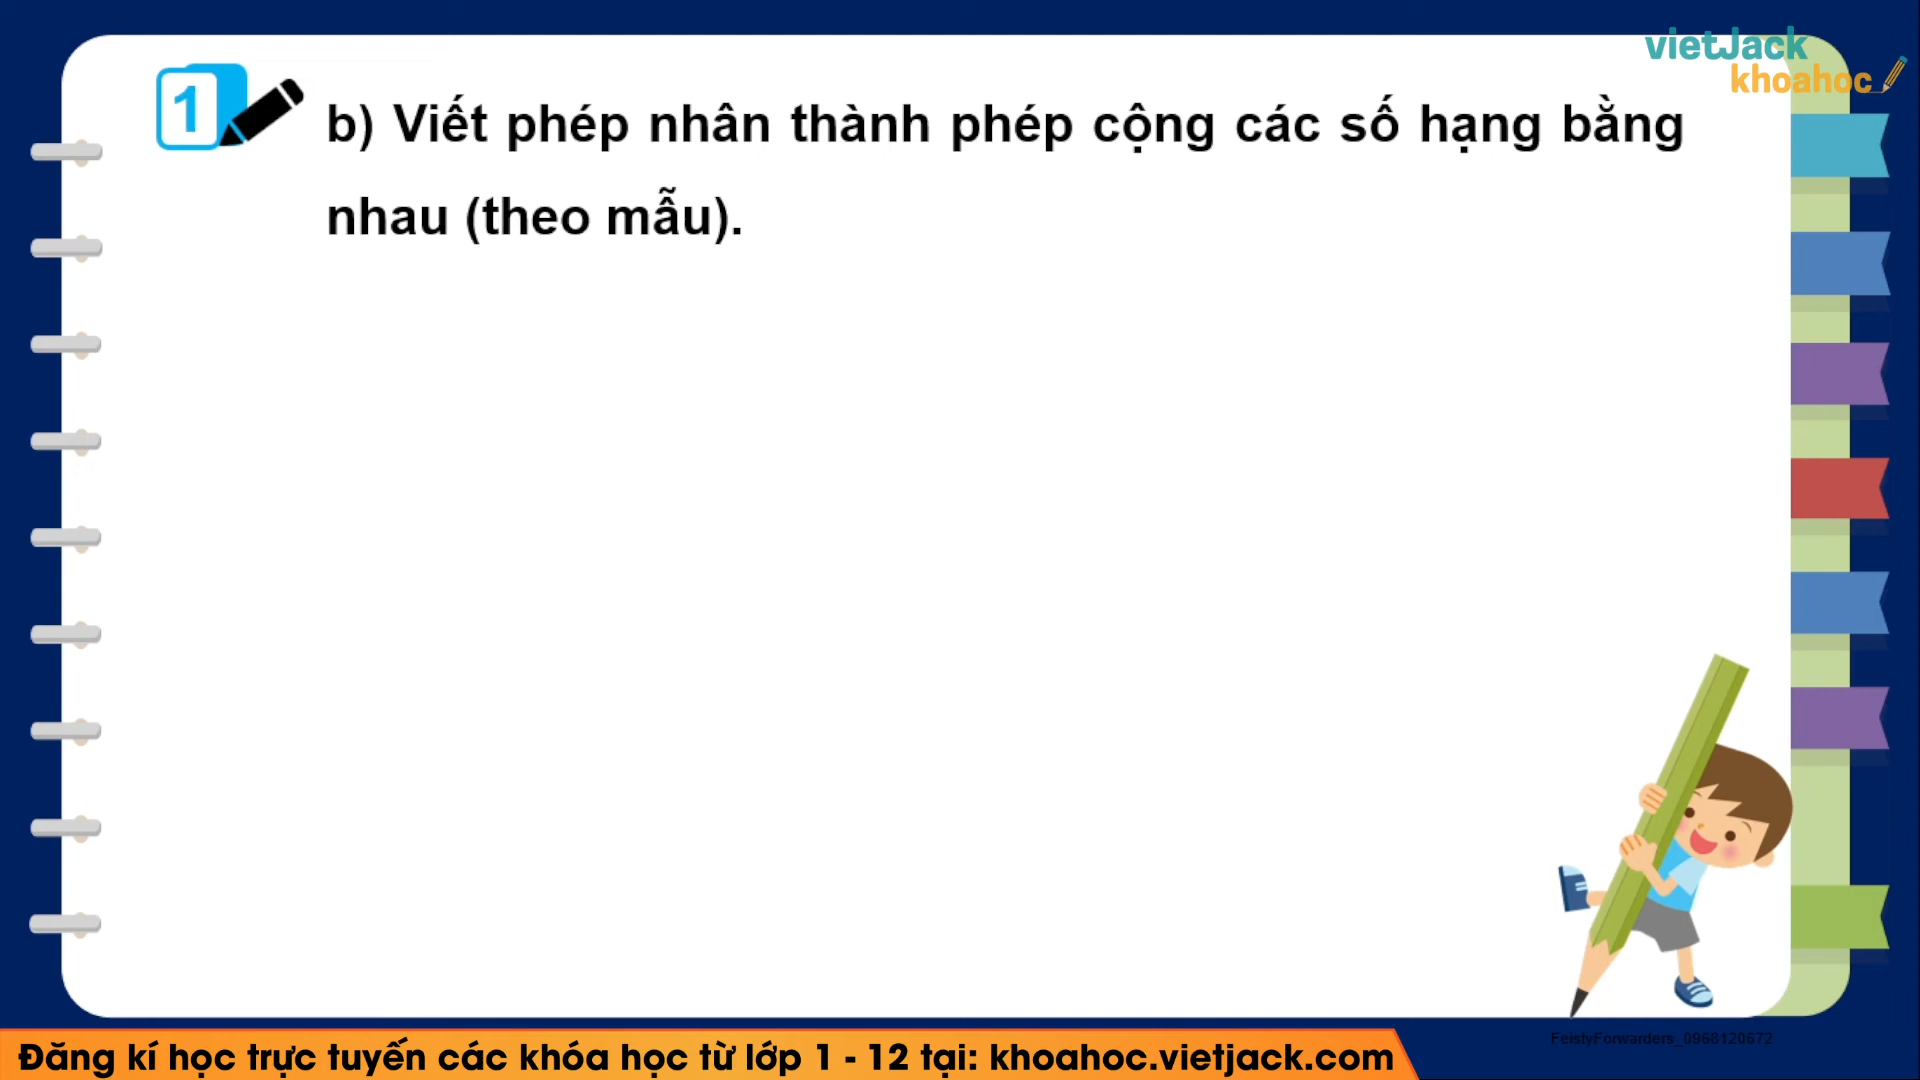 vietJack
khoahoc
1
b) Viết phép nhân thành phép cộng các số hạng bằng
nhau (theo mẫu).
FeistyForwarders_0968120672
Đăng kí học trực tuyến các khóa học từ lớp 1 - 12 tại: khoahoc.vietjack.com